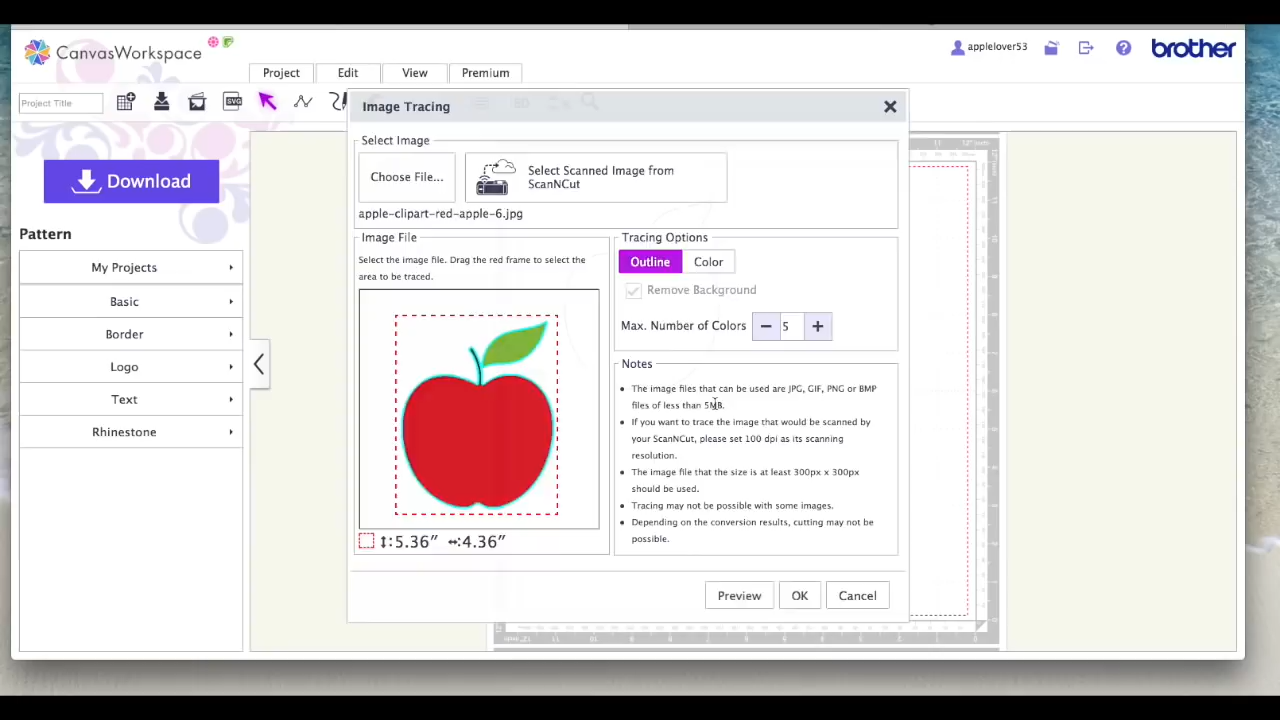 CanvasWorkspace
applelover53
brother
Project
Edit
View
Premium
Project Title
SVG
Image Tracing
Select Image
Choose File...
Select Scanned Image from
ScanNCut
apple-clipart-red-apple-6.jpg
Download
Pattern
My Projects
Basic
Border
Logo
Text
Rhinestone
Image File
Select the image file. Drag the red frame to select the
area to be traced.
5.36″ 4.36″
Tracing Options
Outline
Color
Remove Background
Max. Number of Colors
5
Notes
The image files that can be used are JPG, GIF, PNG or BMP
files of less than 5MB.
If you want to trace the image that would be scanned by
your ScanNCut, please set 100 dpi as its scanning
resolution.
The image file that the size is at least 300px x 300px
should be used.
Tracing may not be possible with some images.
Depending on the conversion results, cutting may not be
possible.
Preview
OK
Cancel